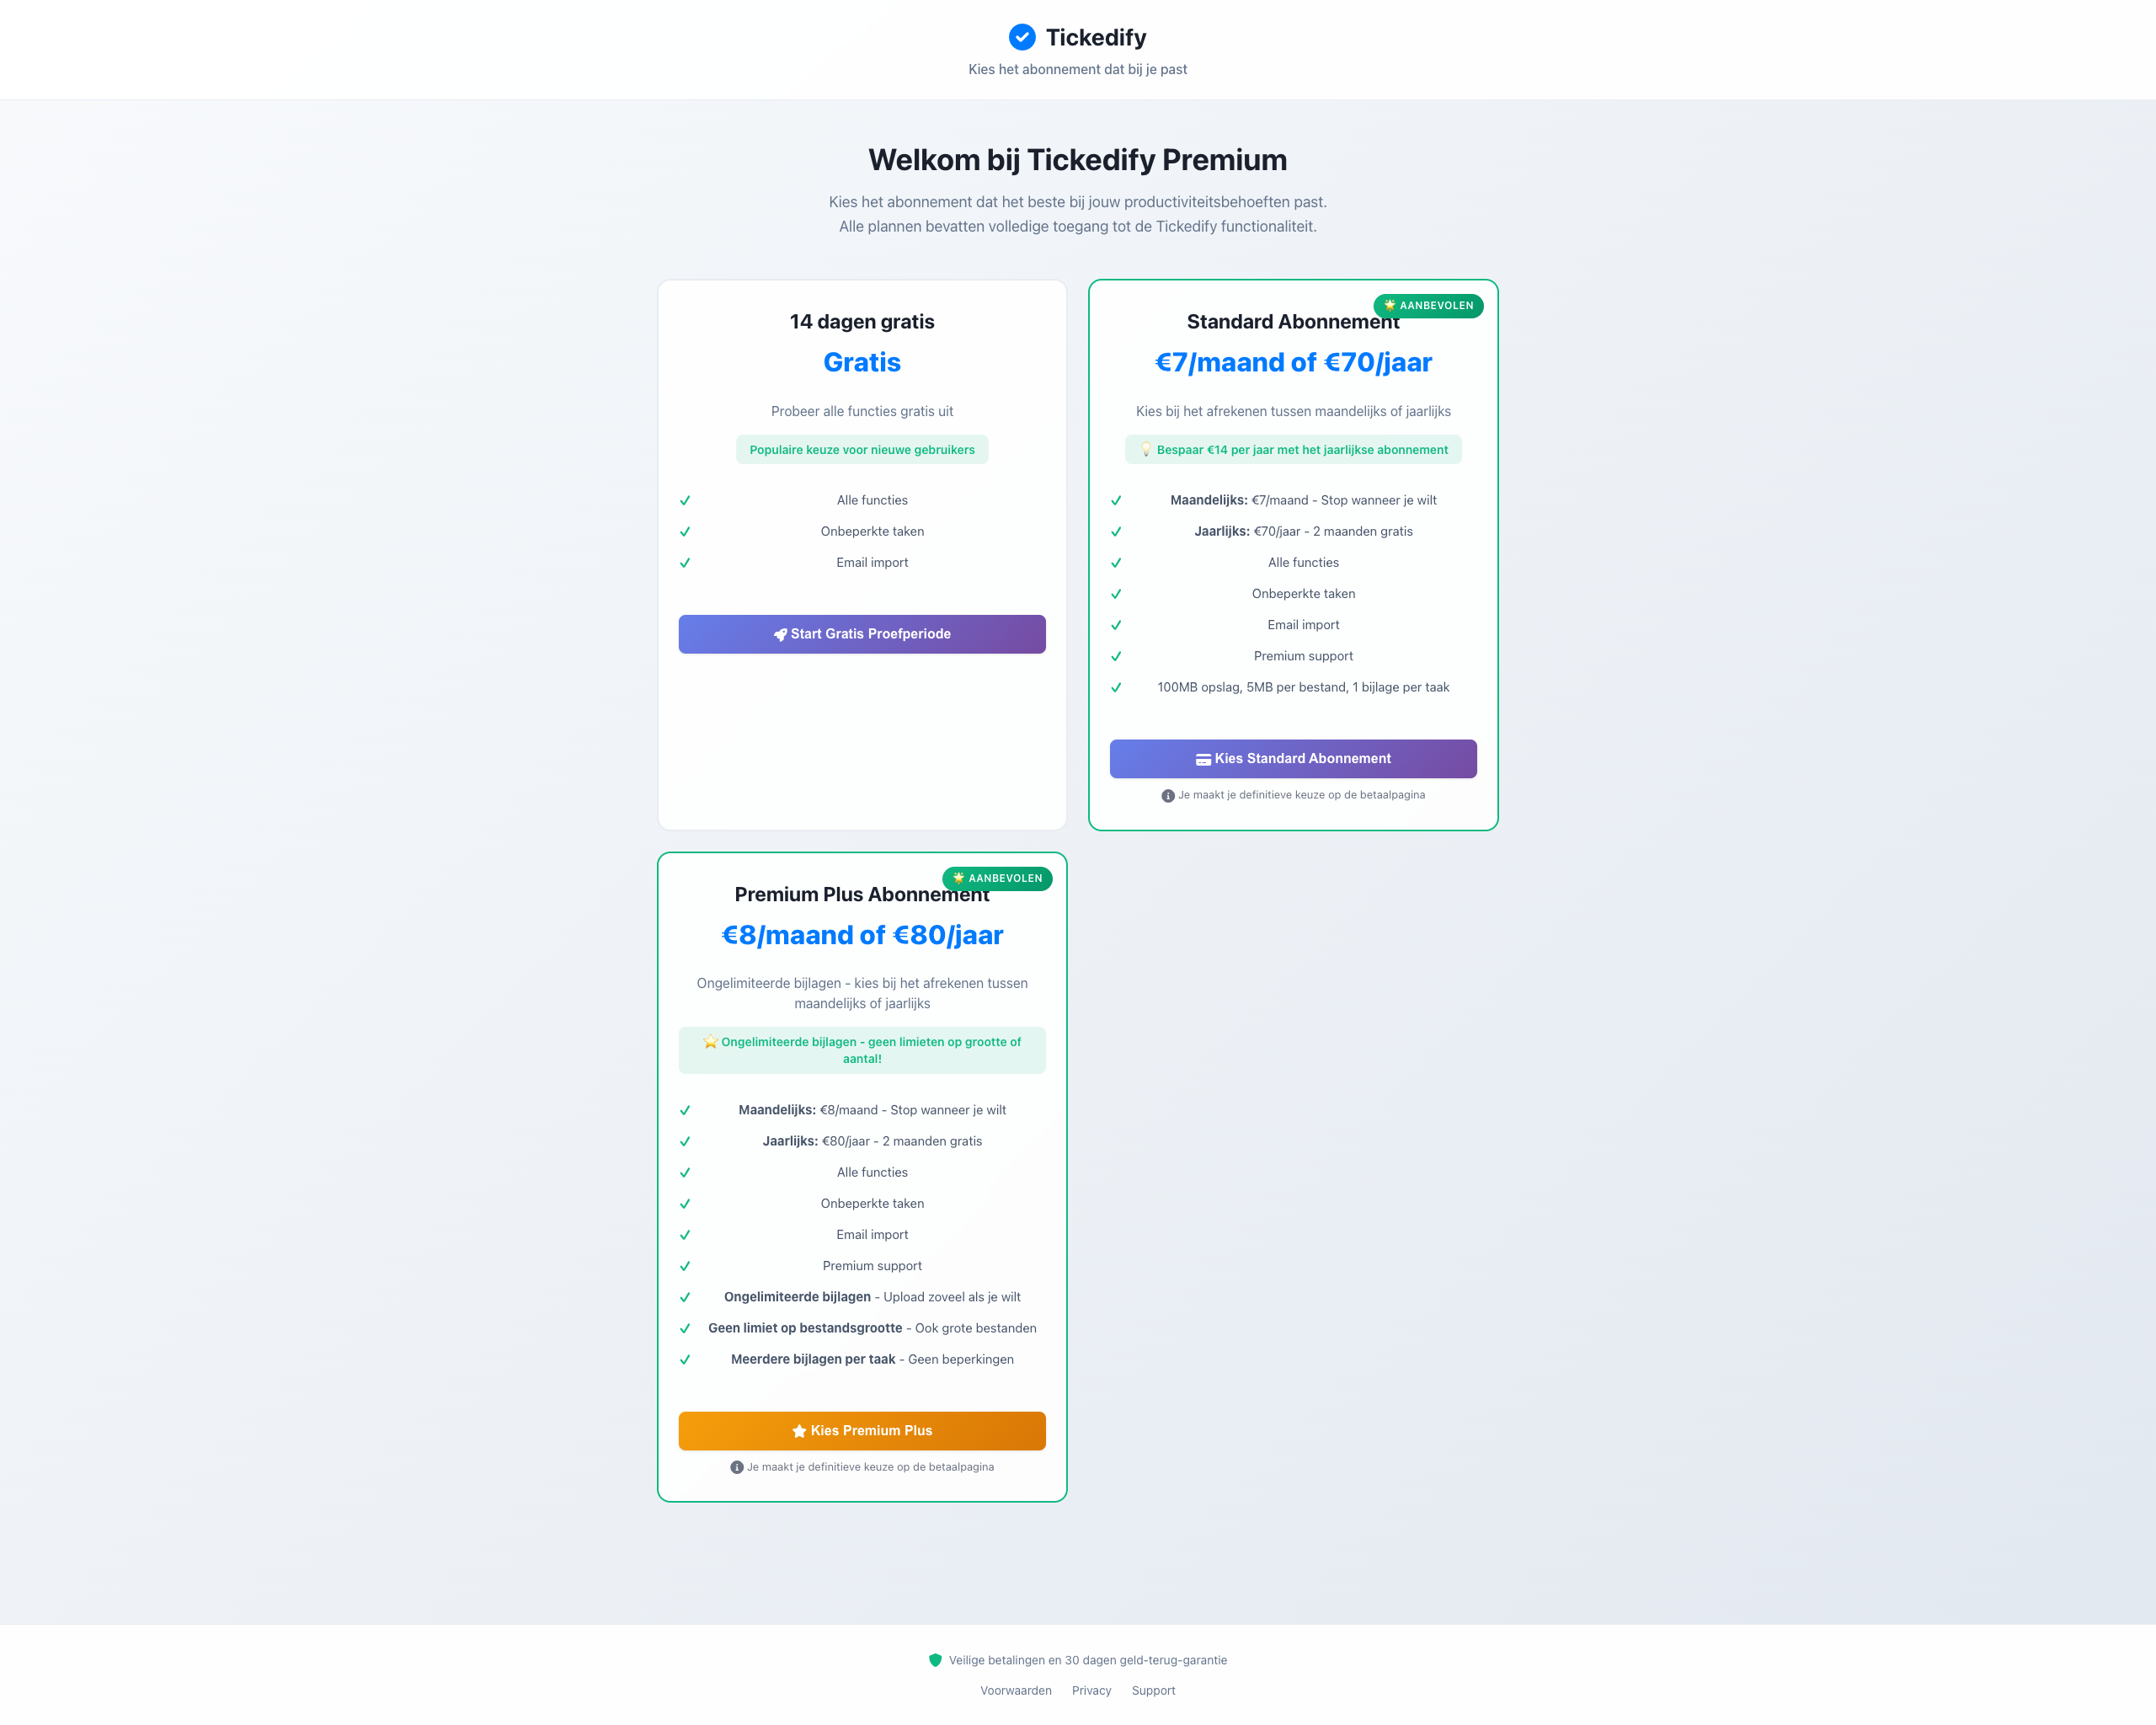 Tickedify
Kies het abonnement dat bij je past
Welkom bij Tickedify Premium
Kies het abonnement dat het beste bij jouw productiviteitsbehoeften past.
Alle plannen bevatten volledige toegang tot de Tickedify functionaliteit.
14 dagen gratis
Gratis
Probeer alle functies gratis uit
Populaire keuze voor nieuwe gebruikers
Alle functies
Onbeperkte taken
Email import
Start Gratis Proefperiode
AANBEVOLEN
Standard Abonnement
€7/maand of €70/jaar
Kies bij het afrekenen tussen maandelijks of jaarlijks
Bespaar €14 per jaar met het jaarlijkse abonnement
Maandelijks: €7/maand - Stop wanneer je wilt
Jaarlijks: €70/jaar - 2 maanden gratis
Alle functies
Onbeperkte taken
Email import
Premium support
100MB opslag, 5MB per bestand, 1 bijlage per taak
Kies Standard Abonnement
Je maakt je definitieve keuze op de betaalpagina
AANBEVOLEN
Premium Plus Abonnement
€8/maand of €80/jaar
Ongelimiteerde bijlagen - kies bij het afrekenen tussen
maandelijks of jaarlijks
Ongelimiteerde bijlagen - geen limieten op grootte of
aantal!
Maandelijks: €8/maand - Stop wanneer je wilt
Jaarlijks: €80/jaar - 2 maanden gratis
Alle functies
Onbeperkte taken
Email import
Premium support
Ongelimiteerde bijlagen - Upload zoveel als je wilt
Geen limiet op bestandsgrootte - Ook grote bestanden
Meerdere bijlagen per taak - Geen beperkingen
Kies Premium Plus
Je maakt je definitieve keuze op de betaalpagina
Veilige betalingen en 30 dagen geld-terug-garantie
Voorwaarden Privacy Support